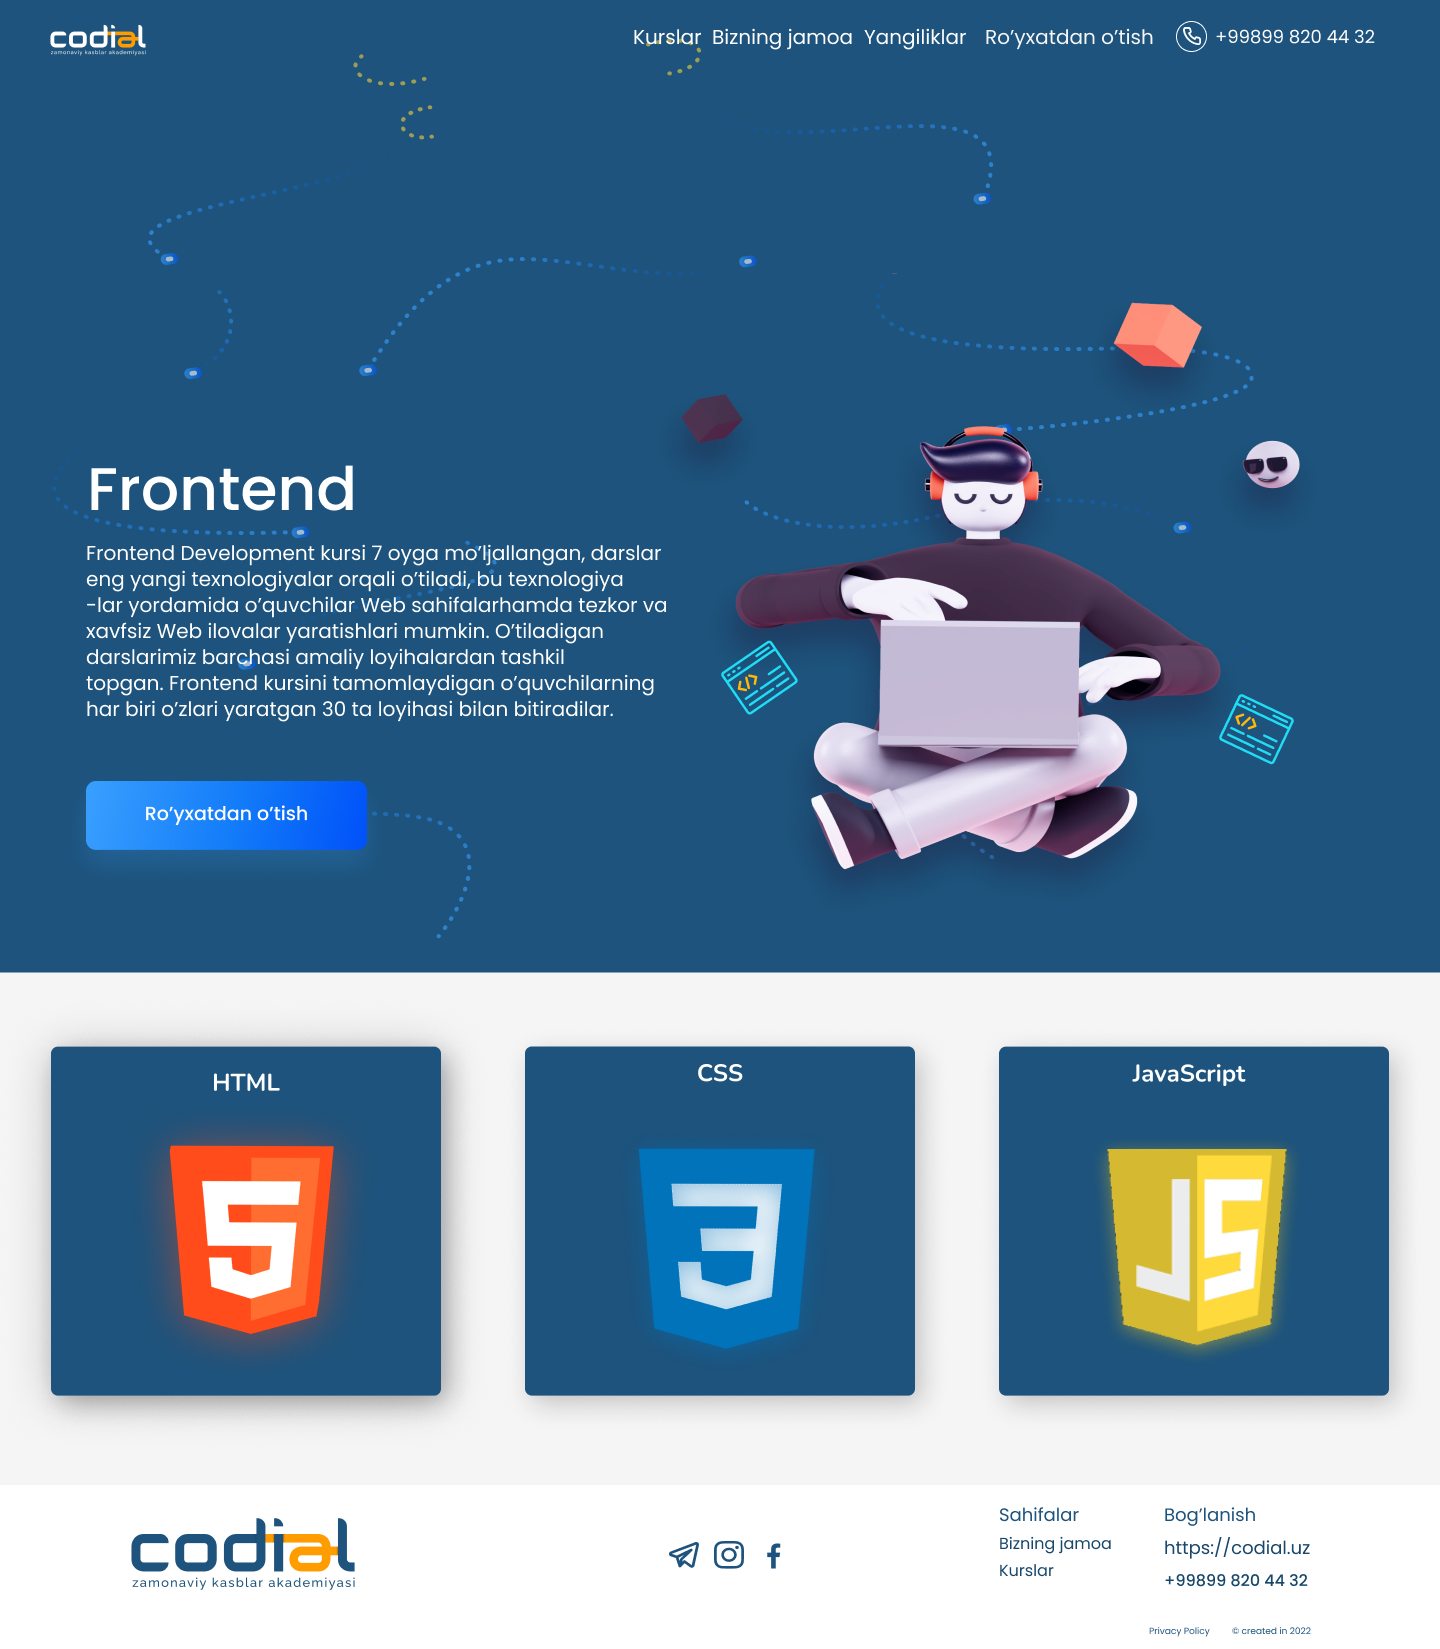 codial
zamonaviy kasblar akademiyasi
Kurslar Bizning jamoa Yangiliklar Ro’yxatdan o’tish +99899 820 44 32
Frontend
Frontend Development kursi 7 oyga mo’ljallangan, darslar
eng yangi texnologiyalar orqali o’tiladi, bu texnologiya
-lar yordamida o’quvchilar Web sahifalarhamda tezkor va
xavfsiz Web ilovalar yaratishlari mumkin. O’tiladigan
darslarimiz barchasi amaliy loyihalardan tashkil
topgan. Frontend kursini tamomlaydigan o’quvchilarning
har biri o’zlari yaratgan 30 ta loyihasi bilan bitiradilar.
Ro’yxatdan o’tish
HTML
5
CSS
3
JavaScript
JS
codial
zamonaviy kasblar akademiyasi
Sahifalar
Bizning jamoa
Kurslar
Bog’lanish
https://codial.uz
+99899 820 44 32
Privacy Policy © created in 2022